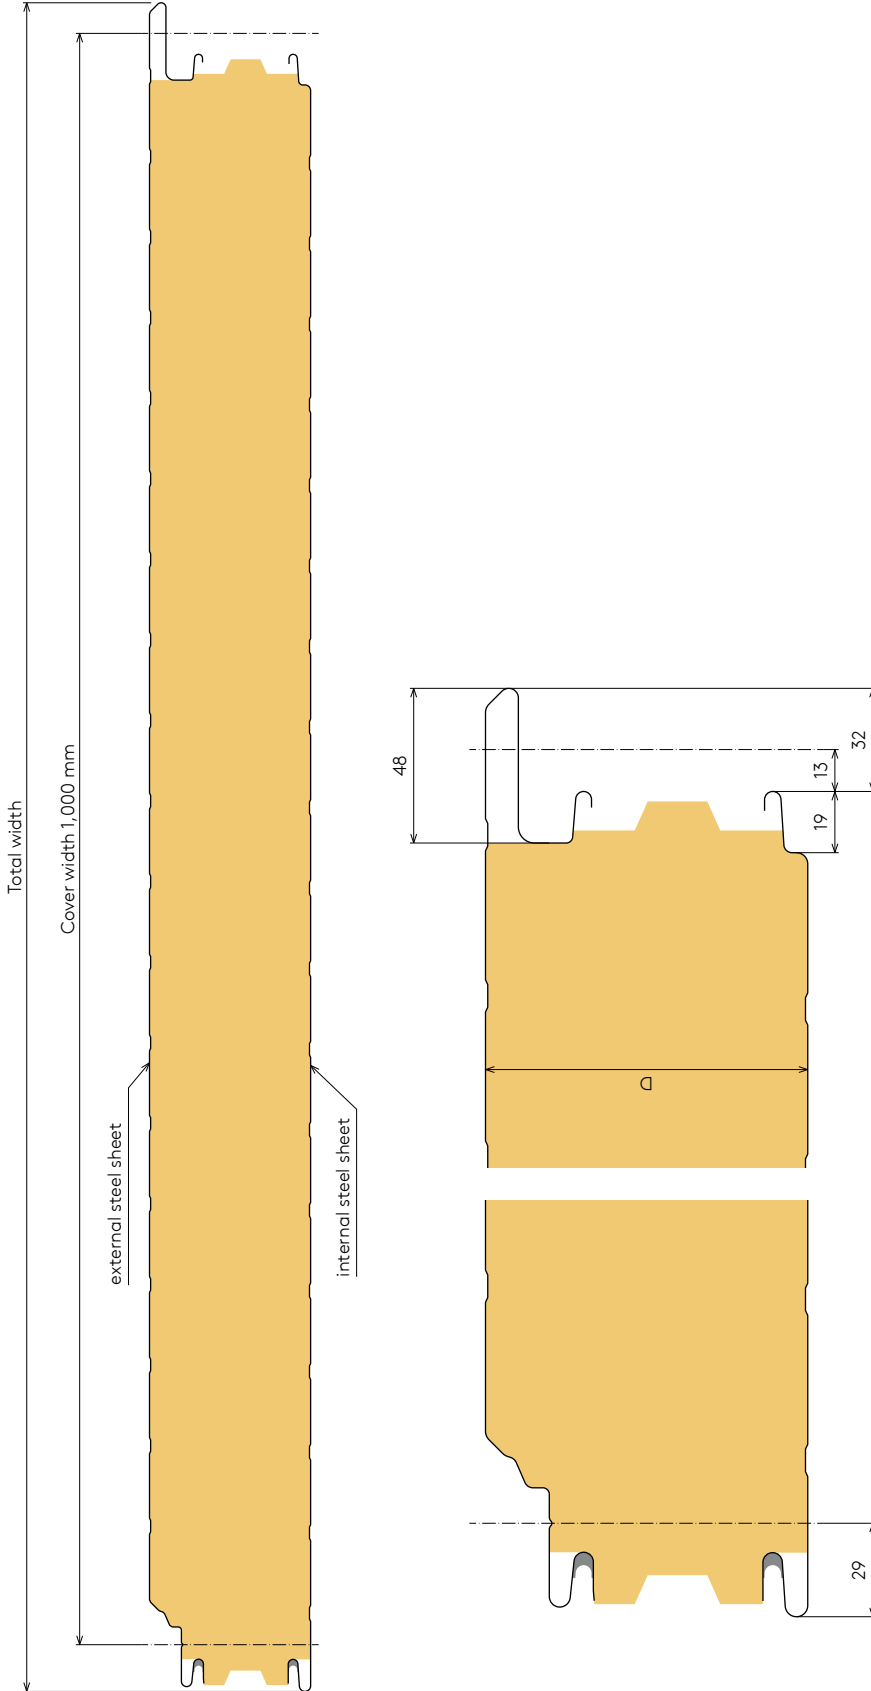 Total width
Cover width 1,000 mm
external steel sheet
internal steel sheet
48
32
13
19
D
29